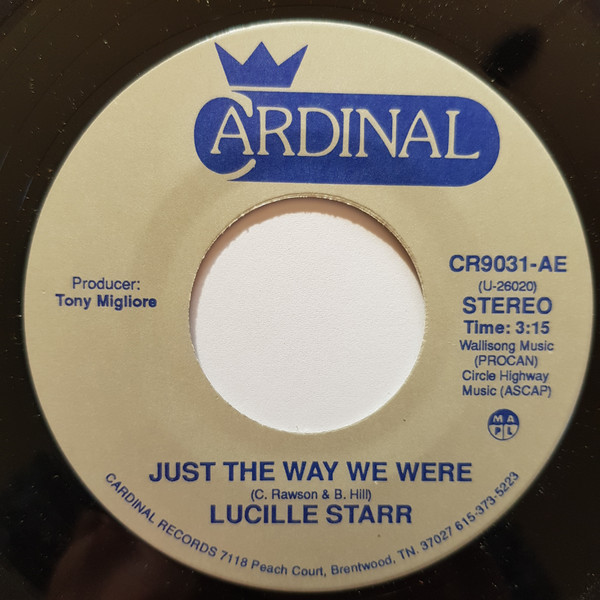 CARDINAL
Producer:
Tony Migliore
CR9031-AE
(U-26020)
STEREO
Time: 3:15
Wallisong Music
(PROCAN)
Circle Highway
Music (ASCAP)
MA
PL
JUST THE WAY WE WERE
(C. Rawson & B. Hill)
LUCILLE STARR
CARDINAL RECORDS 7118 Peach Court, Brentwood, TN. 37027 615-373-5223